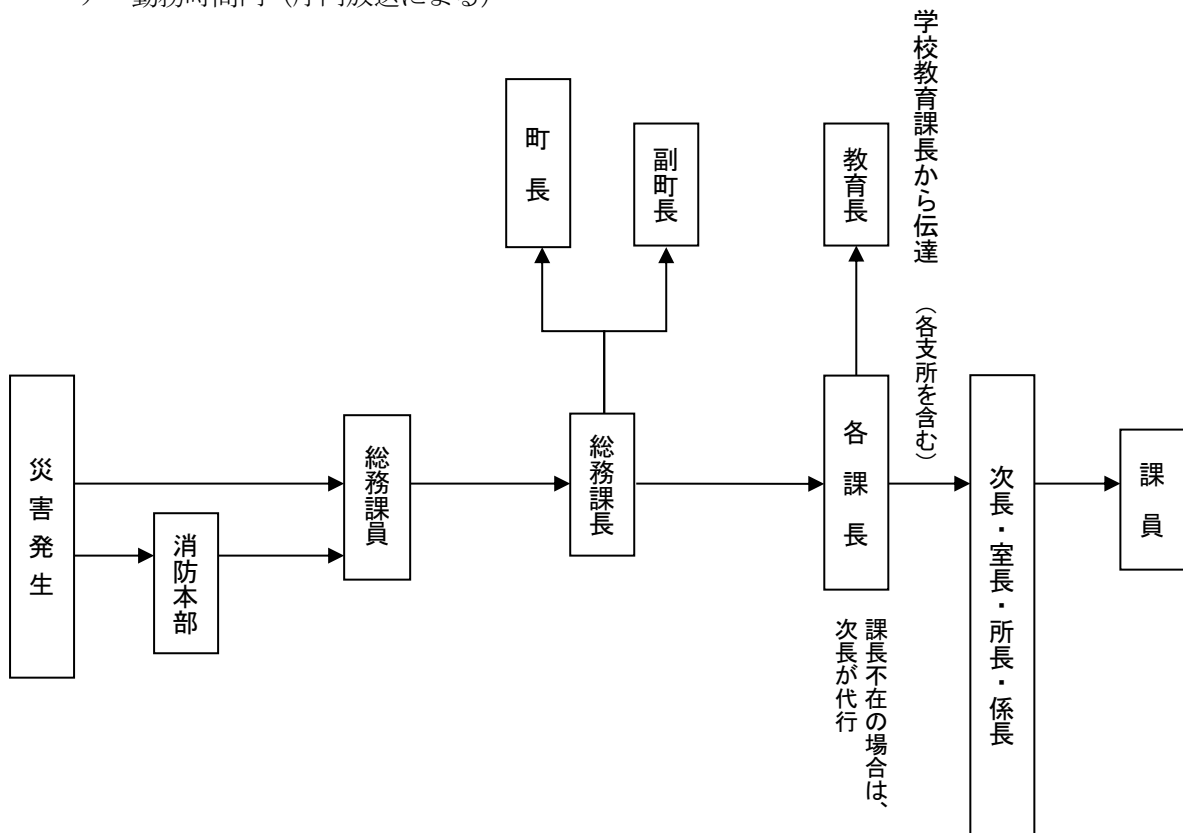 勤務時間内（庁内放送による）
町長
副町長
教育長
学校教育課長から伝達
（各支所を含む）
災害発生
消防本部
総務課員
総務課長
各課長
課長不在の場合は、
次長が代行
次長・室長・所長・係長
課員